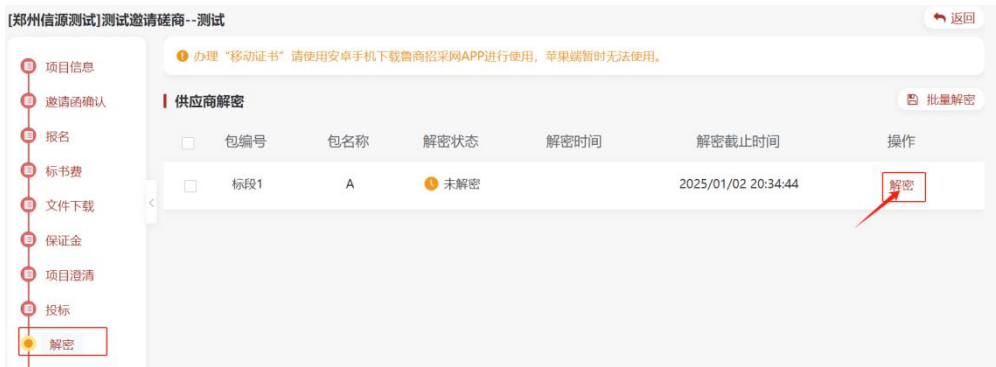 [郑州信源测试]测试邀请磋商--测试
返回
办理“移动证书”请使用安卓手机下载鲁商招采网APP进行使用，苹果端暂时无法使用。
项目信息
邀请函确认
报名
标书费
文件下载
保证金
项目澄清
投标
解密
供应商解密
批量解密
包编号 包名称 解密状态 解密时间 解密截止时间 操作
标段1 A 未解密 2025/01/02 20:34:44 解密